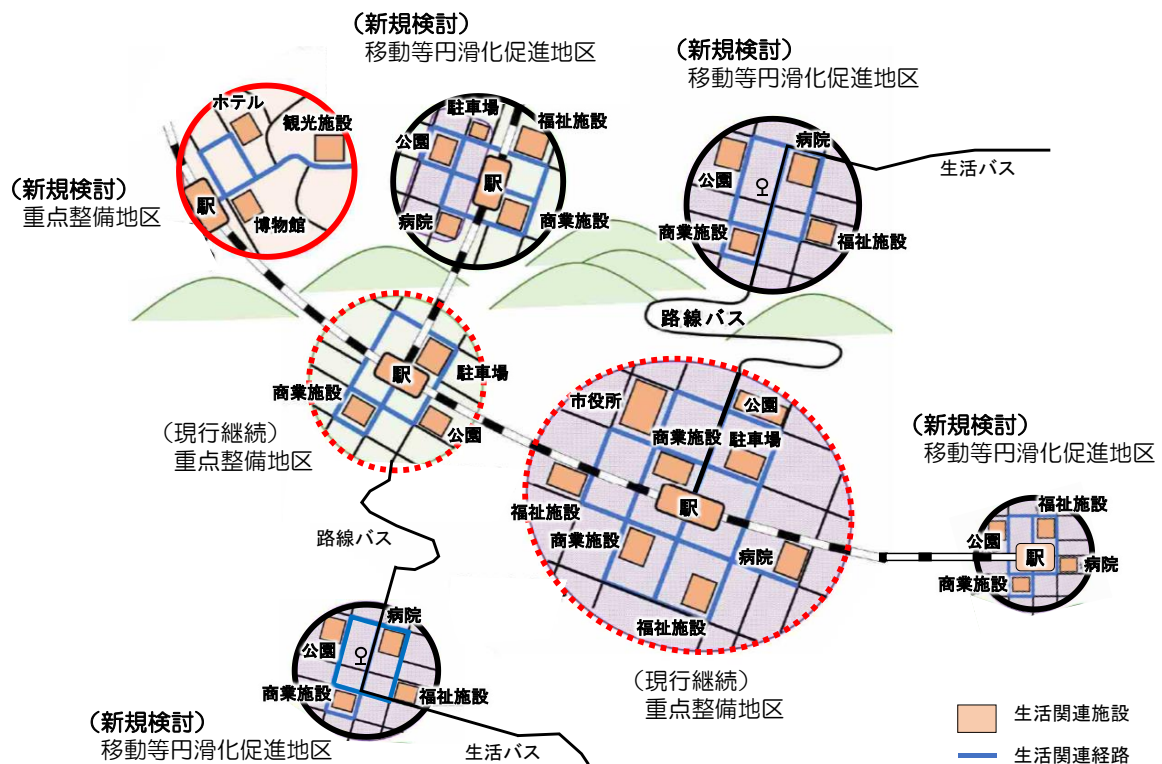 （新規検討）
移動等円滑化促進地区
（新規検討）
移動等円滑化促進地区
ホテル
観光施設
駅
博物館
（新規検討）
重点整備地区
駐車場
福祉施設
公園
駅
病院
商業施設
病院
公園
商業施設
福祉施設
生活バス
路線バス
駅
駐車場
商業施設
公園
（現行継続）
重点整備地区
市役所
公園
商業施設
駐車場
駅
福祉施設
商業施設
病院
福祉施設
（現行継続）
重点整備地区
（新規検討）
移動等円滑化促進地区
福祉施設
公園
駅
病院
商業施設
路線バス
病院
公園
商業施設
福祉施設
（新規検討）
移動等円滑化促進地区
生活バス
生活関連施設
生活関連経路